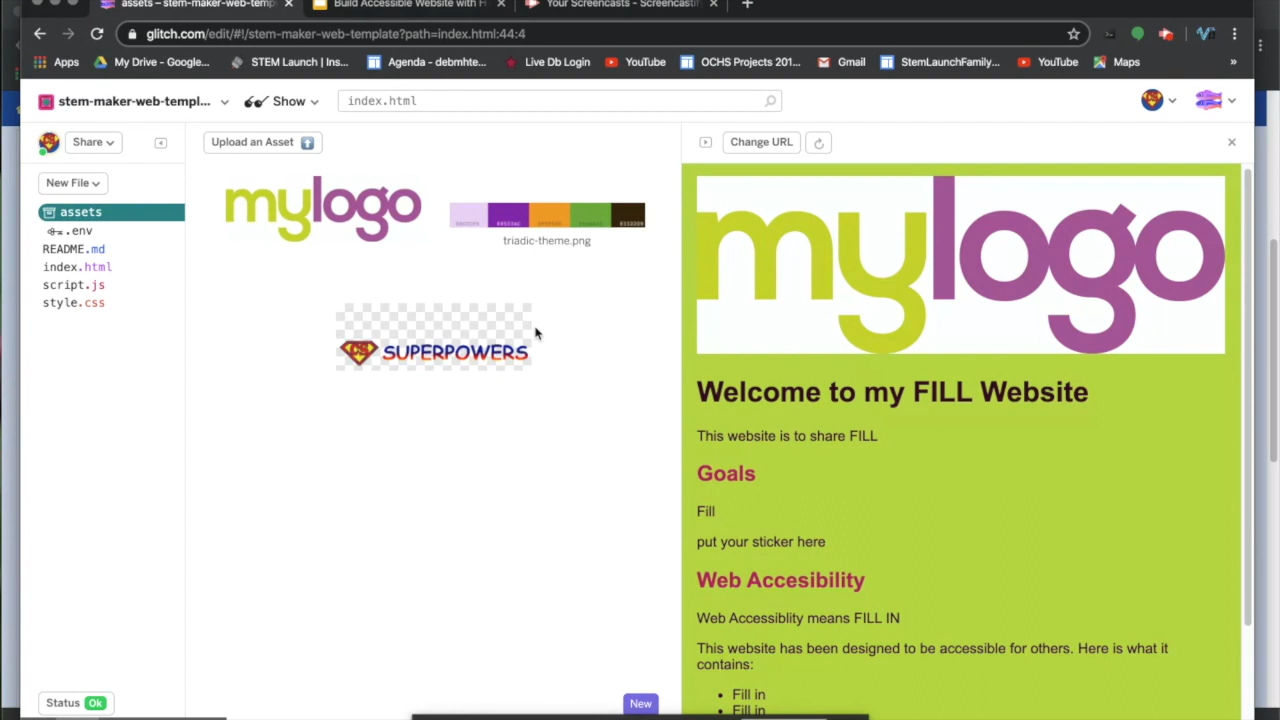 assets – stem-maker-web-temp
Build Accessible Website with
Your Screencasts - Screencasti
glitch.com/edit/#!/stem-maker-web-template?path=index.html:44:4
Apps My Drive - Google... STEM Launch | Ins... Agenda - debmhte... Live Db Login YouTube OCHS Projects 201... Gmail StemLaunchFamily... YouTube Maps »
stem-maker-web-templ... Show index.html
Share Upload an Asset Change URL
New File
assets
.env
README.md
index.html
script.js
style.css
mylogo
triadic-theme.png
SUPERPOWERS
mylogo
Welcome to my FILL Website
This website is to share FILL
Goals
Fill
put your sticker here
Web Accesibility
Web Accessiblity means FILL IN
This website has been designed to be accessible for others. Here is what it
contains:
• Fill in
• Fill in
Status Ok
New